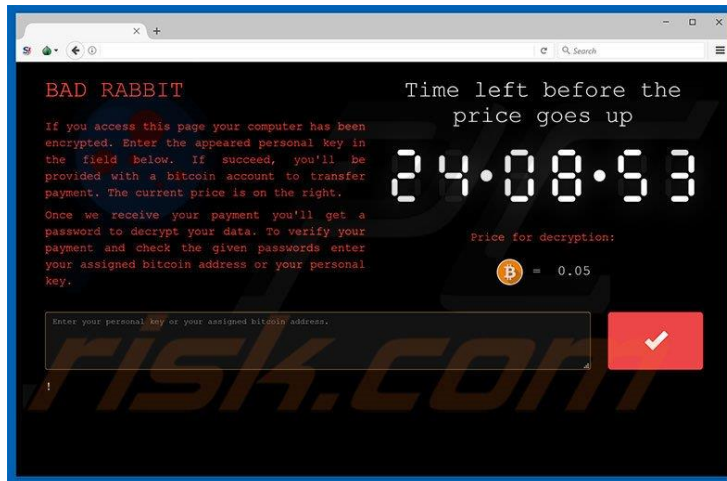 Search
BAD RABBIT
If you access this page your computer has been
encrypted. Enter the appeared personal key in
the field below. If succeed, you'll be
provided with a bitcoin account to transfer
payment. The current price is on the right.
Once we receive your payment you'll get a
password to decrypt your data. To verify your
payment and check the given passwords enter
your assigned bitcoin address or your personal
key.
Time left before the
price goes up
24·08·53
Price for decryption:
= 0.05
Enter your personal key or your assigned bitcoin address.
!
PC
risk.com